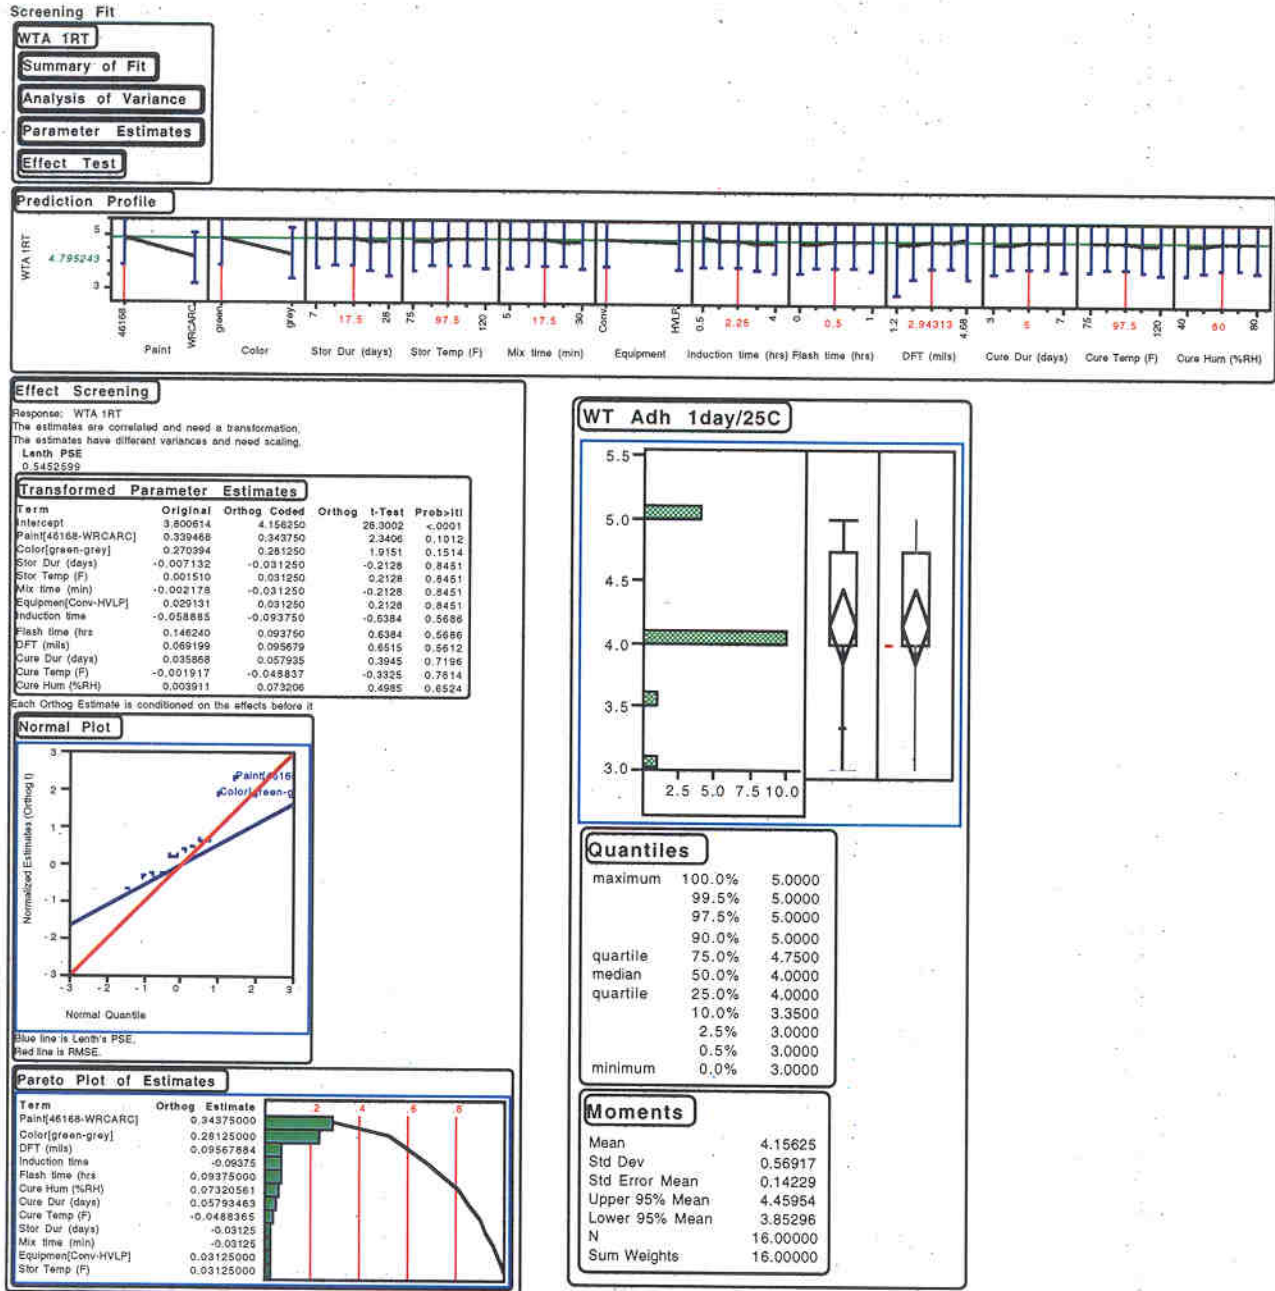 Screening Fit
WTA 1RT
Summary of Fit
Analysis of Variance
Parameter Estimates
Effect Test
Prediction Profile
WTA 1RT
5
4.795243
3
46168 WRCARC green grey 7 17.5 28 75 97.5 120 5 17.5 30 Conv HVLP 0.5 2.25 4 0 0.5 1 1.2 2.94313 4.68 3 5 7 75 97.5 120 40 60 80
Paint Color Stor Dur (days) Stor Temp (F) Mix time (min) Equipment Induction time (hrs) Flash time (hrs) DFT (mils) Cure Dur (days) Cure Temp (F) Cure Hum (%RH)
Effect Screening
Response: WTA 1RT
The estimates are correlated and need a transformation.
The estimates have different variances and need scaling.
Lenth PSE
0.5452599
Transformed Parameter Estimates
Term Original Orthog Coded Orthog t-Test Prob>ltl
Intercept 3.800614 4.156250 26.3002 <.0001
Paint[46168-WRCARC] 0.339468 0.343750 2.3406 0.1012
Color[green-grey] 0.270394 0.281250 1.9151 0.1514
Stor Dur (days) -0.007132 -0.031250 -0.2128 0.8451
Stor Temp (F) 0.001510 0.031250 0.2128 0.8451
Mix time (min) -0.002178 -0.031250 -0.2128 0.8451
Equipmen[Conv-HVLP] 0.029131 0.031250 0.2128 0.8451
Induction time -0.058885 -0.093750 -0.6384 0.5686
Flash time (hrs 0.146240 0.093750 0.6384 0.5686
DFT (mils) 0.069199 0.095679 0.6515 0.5612
Cure Dur (days) 0.035868 0.057935 0.3945 0.7196
Cure Temp (F) -0.001917 -0.048837 -0.3325 0.7614
Cure Hum (%RH) 0.003911 0.073206 0.4985 0.6524
Each Orthog Estimate is conditioned on the effects before it
Normal Plot
Normalized Estimates (Orthog t)
3
2
1
0
-1
-2
-3
Paint[4616
Color[green-g
-3 -2 -1 0 1 2 3
Normal Quantile
Blue line is Lenth's PSE.
Red line is RMSE.
Pareto Plot of Estimates
Term Orthog Estimate .2 .4 .6 .8
Paint[46168-WRCARC] 0.34375000
Color[green-grey] 0.28125000
DFT (mils) 0.09567884
Induction time -0.09375
Flash time (hrs 0.09375000
Cure Hum (%RH) 0.07320561
Cure Dur (days) 0.05793463
Cure Temp (F) -0.0488365
Stor Dur (days) -0.03125
Mix time (min) -0.03125
Equipmen[Conv-HVLP] 0.03125000
Stor Temp (F) 0.03125000
WT Adh 1day/25C
5.5
5.0
4.5
4.0
3.5
3.0
2.5 5.0 7.5 10.0
Quantiles
maximum 100.0% 5.0000
99.5% 5.0000
97.5% 5.0000
90.0% 5.0000
quartile 75.0% 4.7500
median 50.0% 4.0000
quartile 25.0% 4.0000
10.0% 3.3500
2.5% 3.0000
0.5% 3.0000
minimum 0.0% 3.0000
Moments
Mean 4.15625
Std Dev 0.56917
Std Error Mean 0.14229
Upper 95% Mean 4.45954
Lower 95% Mean 3.85296
N 16.00000
Sum Weights 16.00000